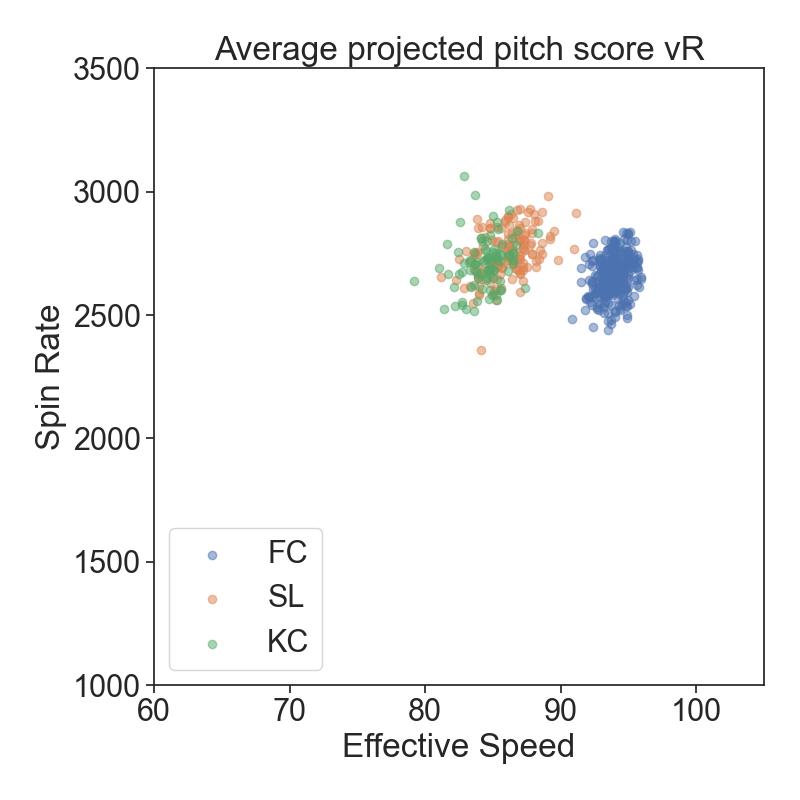 Average projected pitch score vR
3500
3000
2500
2000
1500
1000
Spin Rate
FC
SL
KC
60 70 80 90 100
Effective Speed